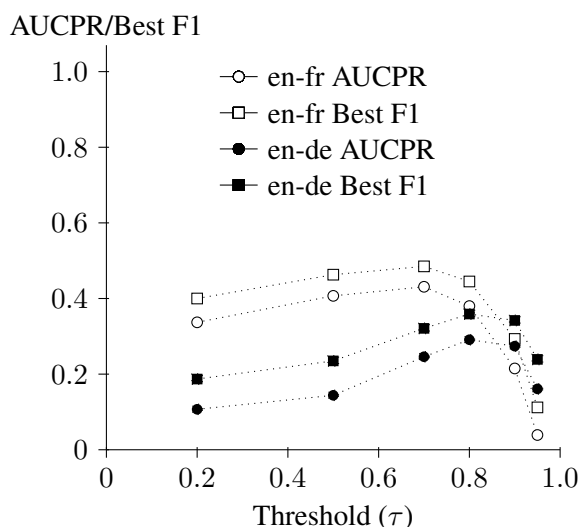 AUCPR/Best F1
1.0
en-fr AUCPR
en-fr Best F1
0.8
en-de AUCPR
en-de Best F1
0.6
0.4
0.2
0
0 0.2 0.4 0.6 0.8 1.0
Threshold (τ)